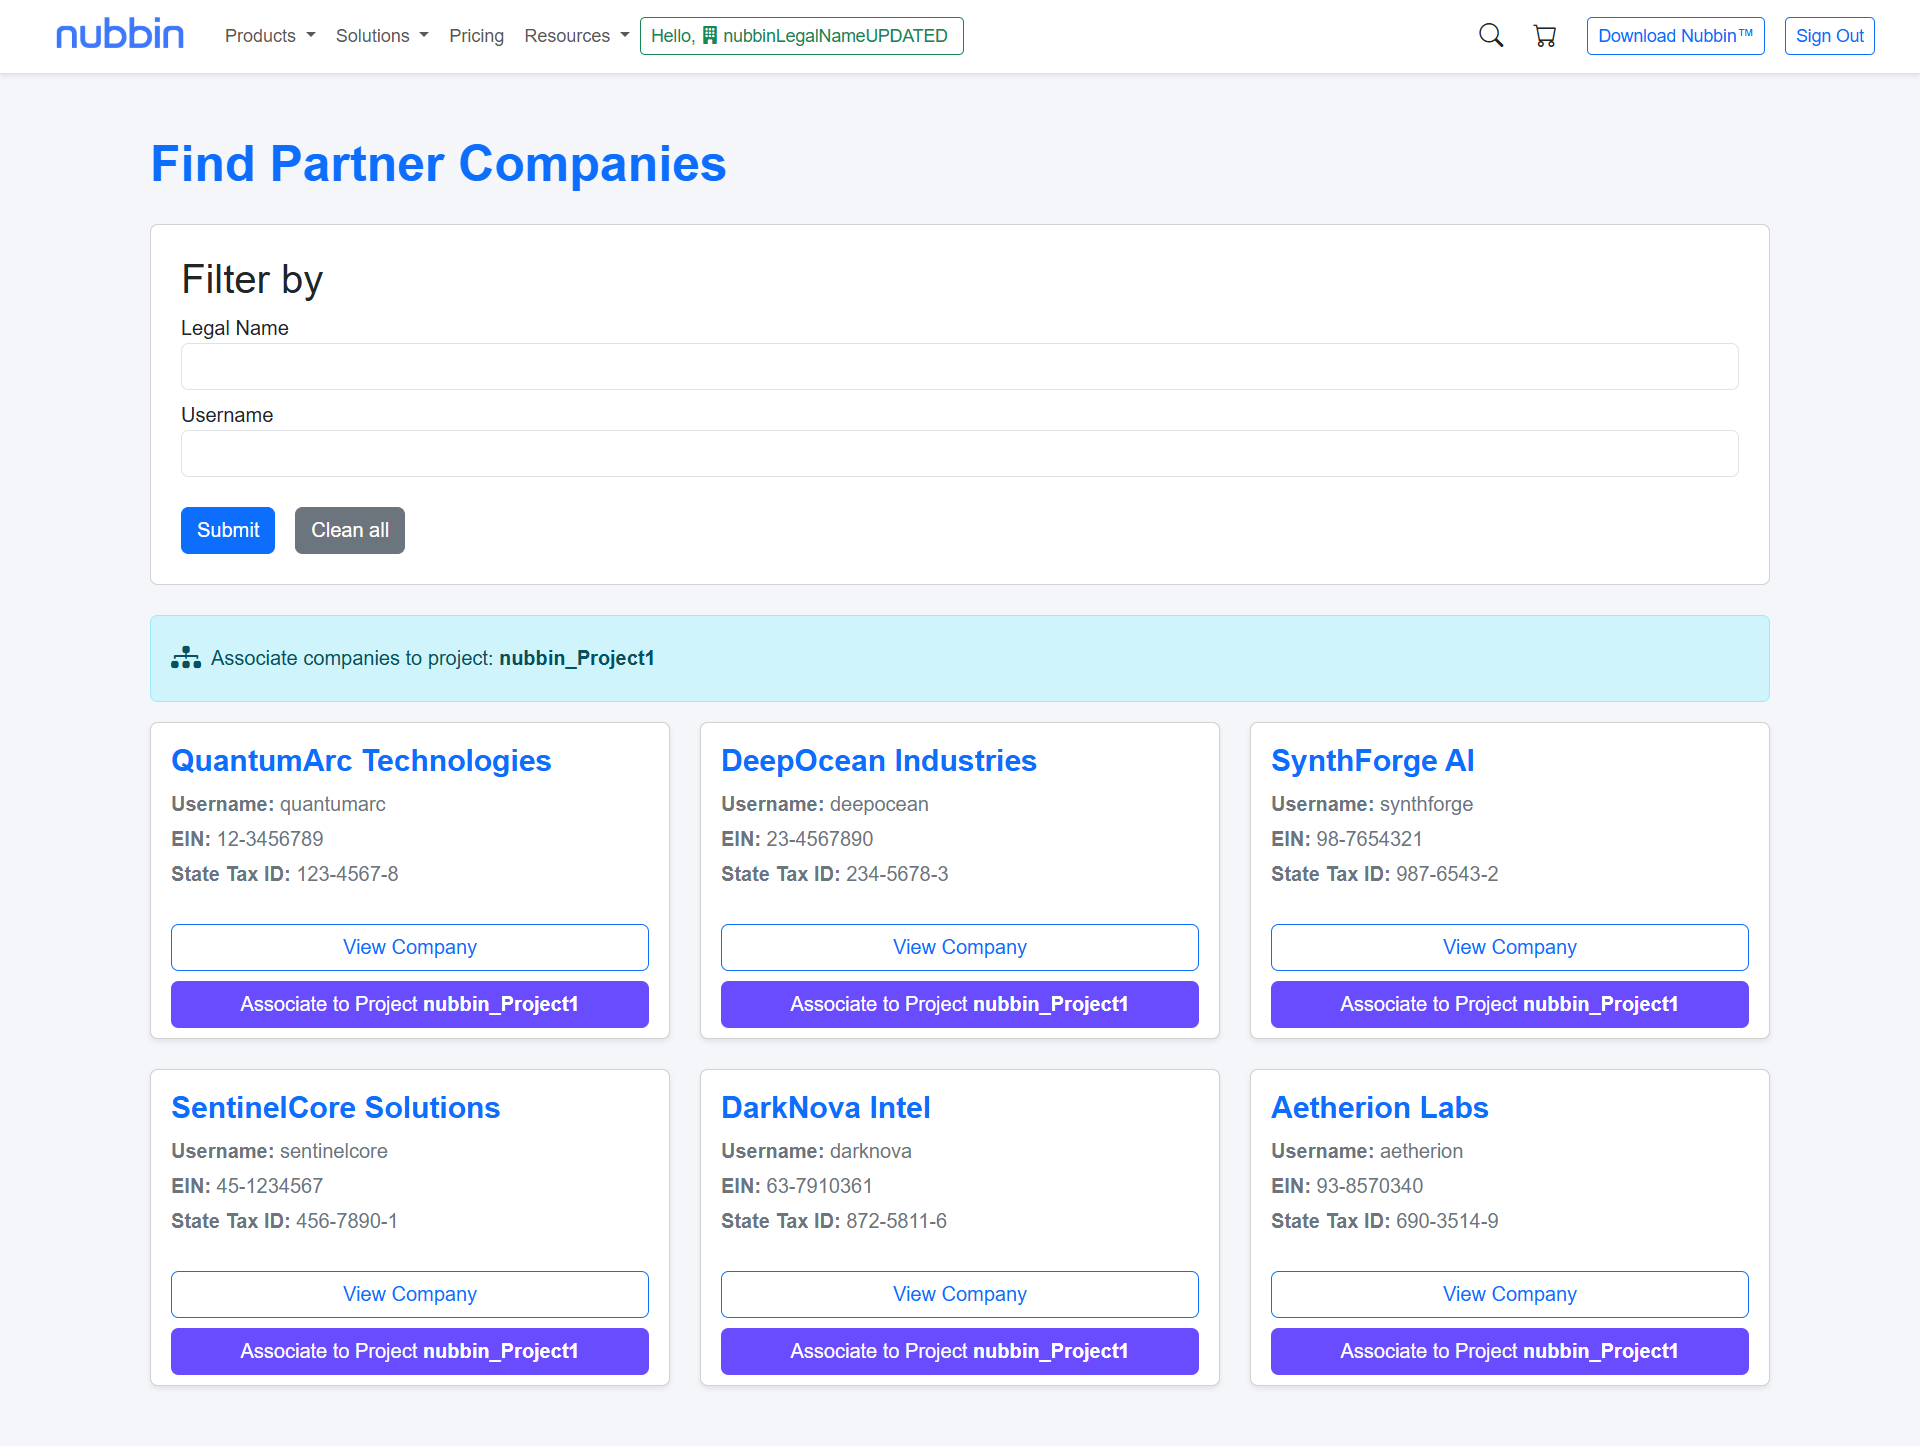 nubbin
Products Solutions Pricing Resources Hello, nubbinLegalNameUPDATED Download Nubbin™ Sign Out
Find Partner Companies
Filter by
Legal Name
Username
Submit Clean all
Associate companies to project: nubbin_Project1
QuantumArc Technologies
Username: quantumarc
EIN: 12-3456789
State Tax ID: 123-4567-8
View Company
Associate to Project nubbin_Project1
DeepOcean Industries
Username: deepocean
EIN: 23-4567890
State Tax ID: 234-5678-3
View Company
Associate to Project nubbin_Project1
SynthForge AI
Username: synthforge
EIN: 98-7654321
State Tax ID: 987-6543-2
View Company
Associate to Project nubbin_Project1
SentinelCore Solutions
Username: sentinelcore
EIN: 45-1234567
State Tax ID: 456-7890-1
View Company
Associate to Project nubbin_Project1
DarkNova Intel
Username: darknova
EIN: 63-7910361
State Tax ID: 872-5811-6
View Company
Associate to Project nubbin_Project1
Aetherion Labs
Username: aetherion
EIN: 93-8570340
State Tax ID: 690-3514-9
View Company
Associate to Project nubbin_Project1